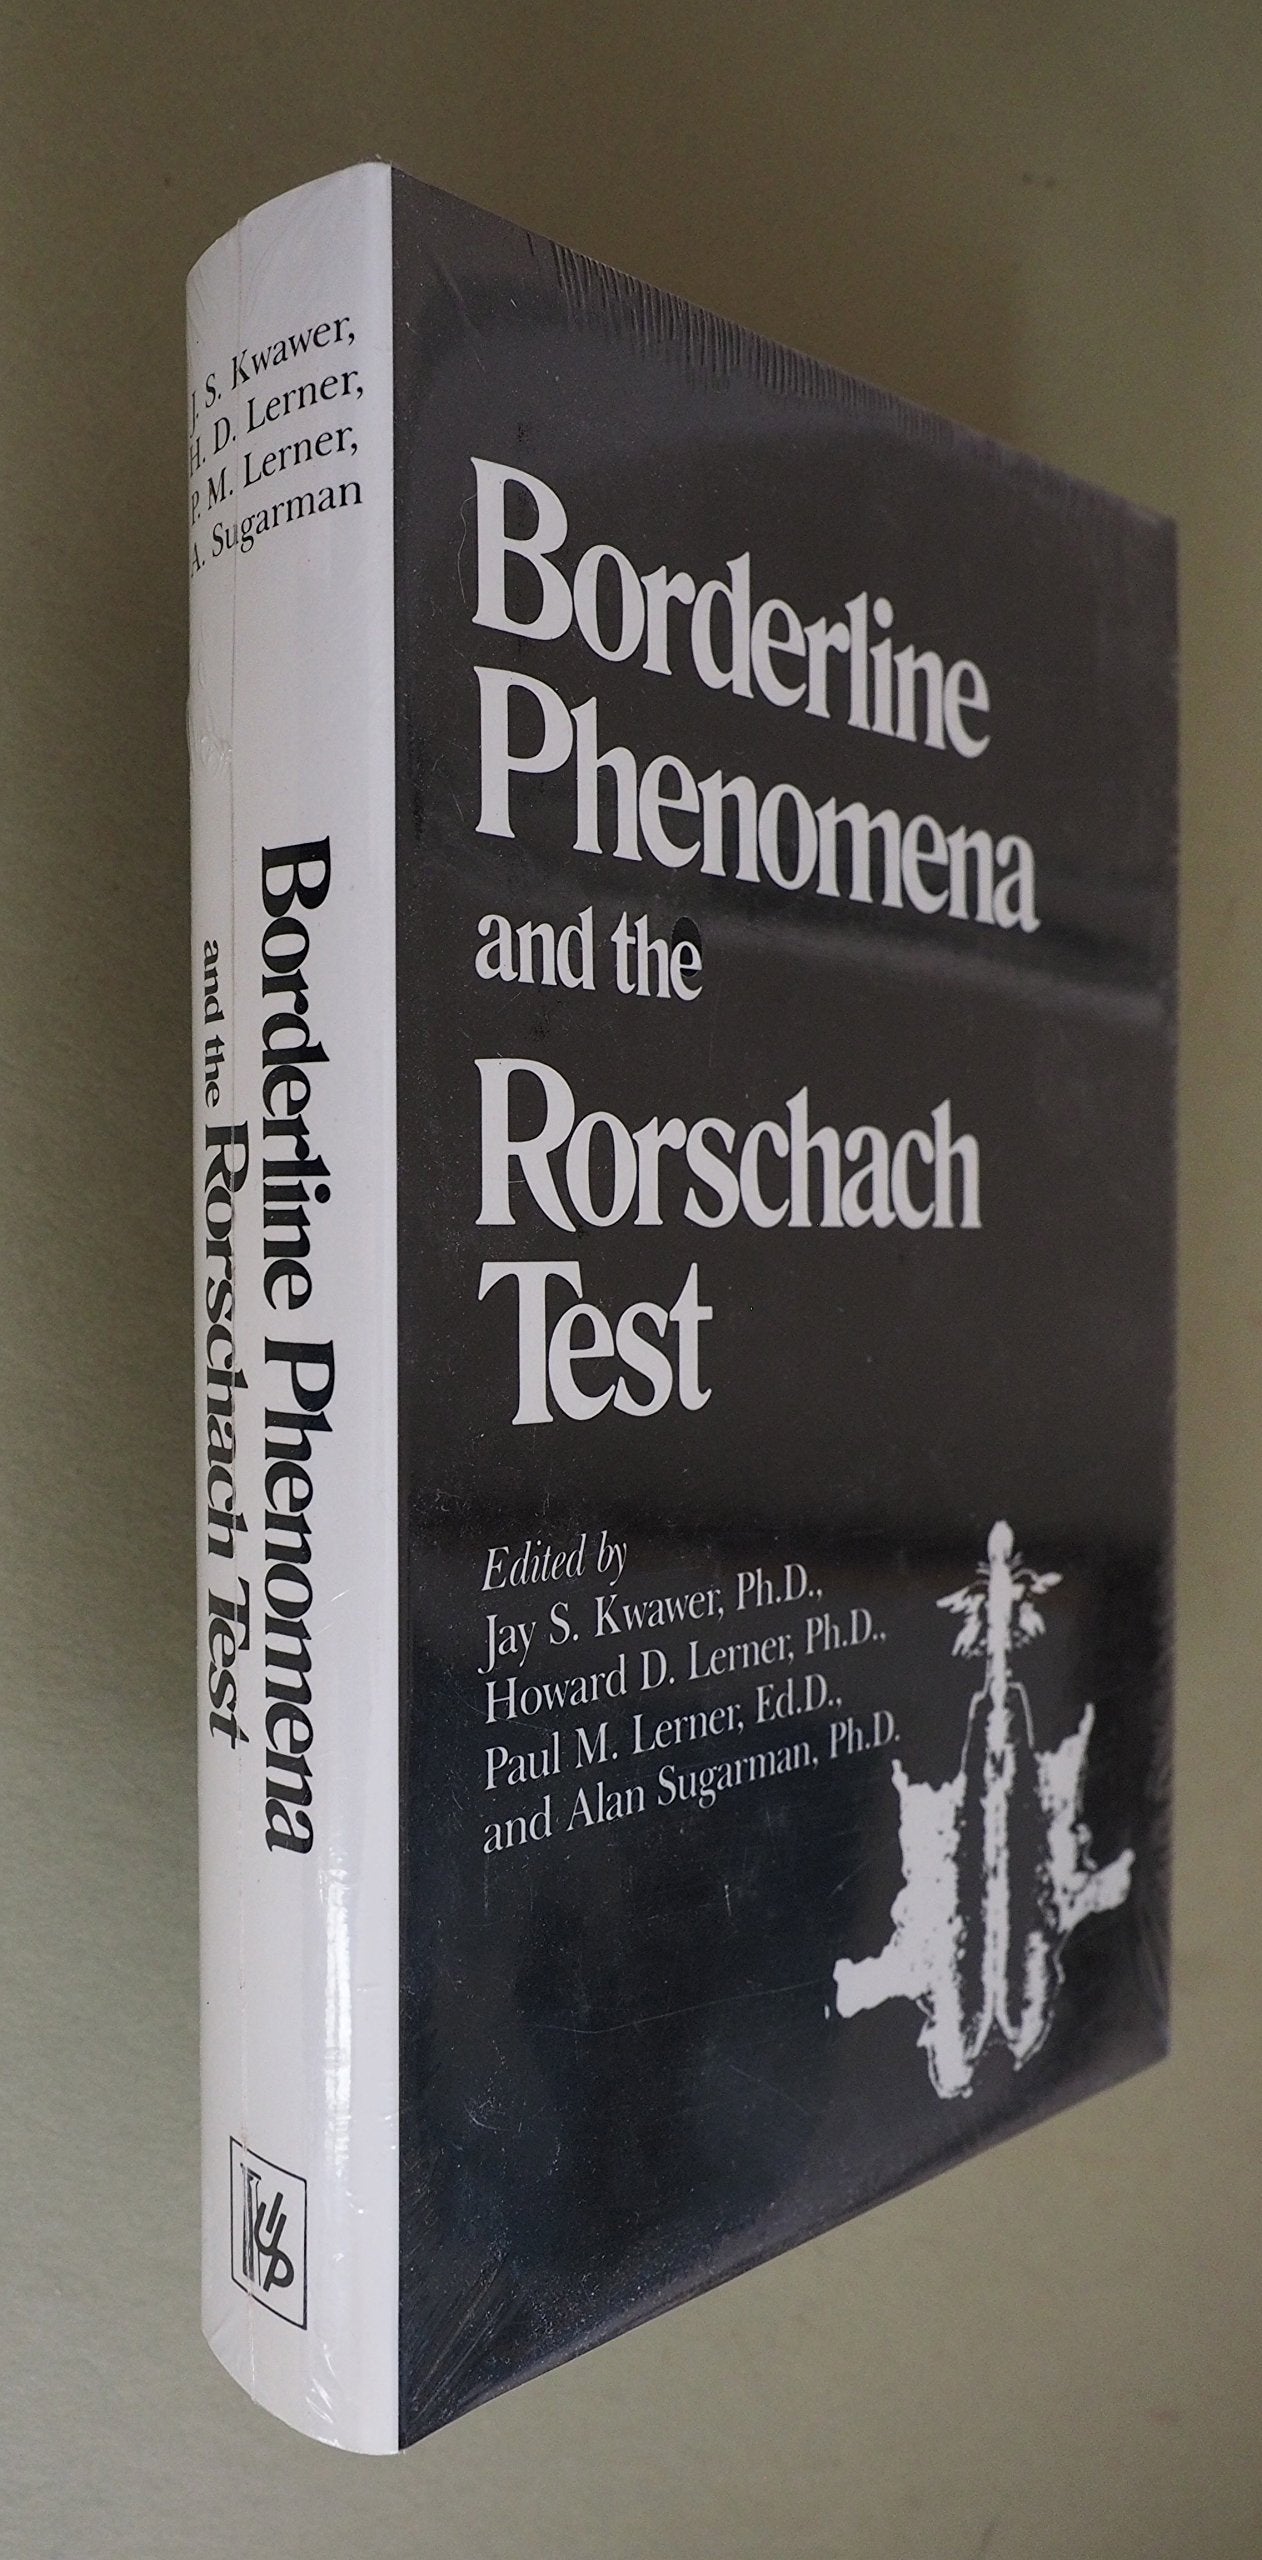 J. S. Kwawer,
H. D. Lerner,
P. M. Lerner,
A. Sugarman
Borderline Phenomena
and the Rorschach Test
IUP
Borderline
Phenomena
and the
Rorschach
Test
Edited by
Jay S. Kwawer, Ph.D.,
Howard D. Lerner, Ph.D.,
Paul M. Lerner, Ed.D.,
and Alan Sugarman, Ph.D.